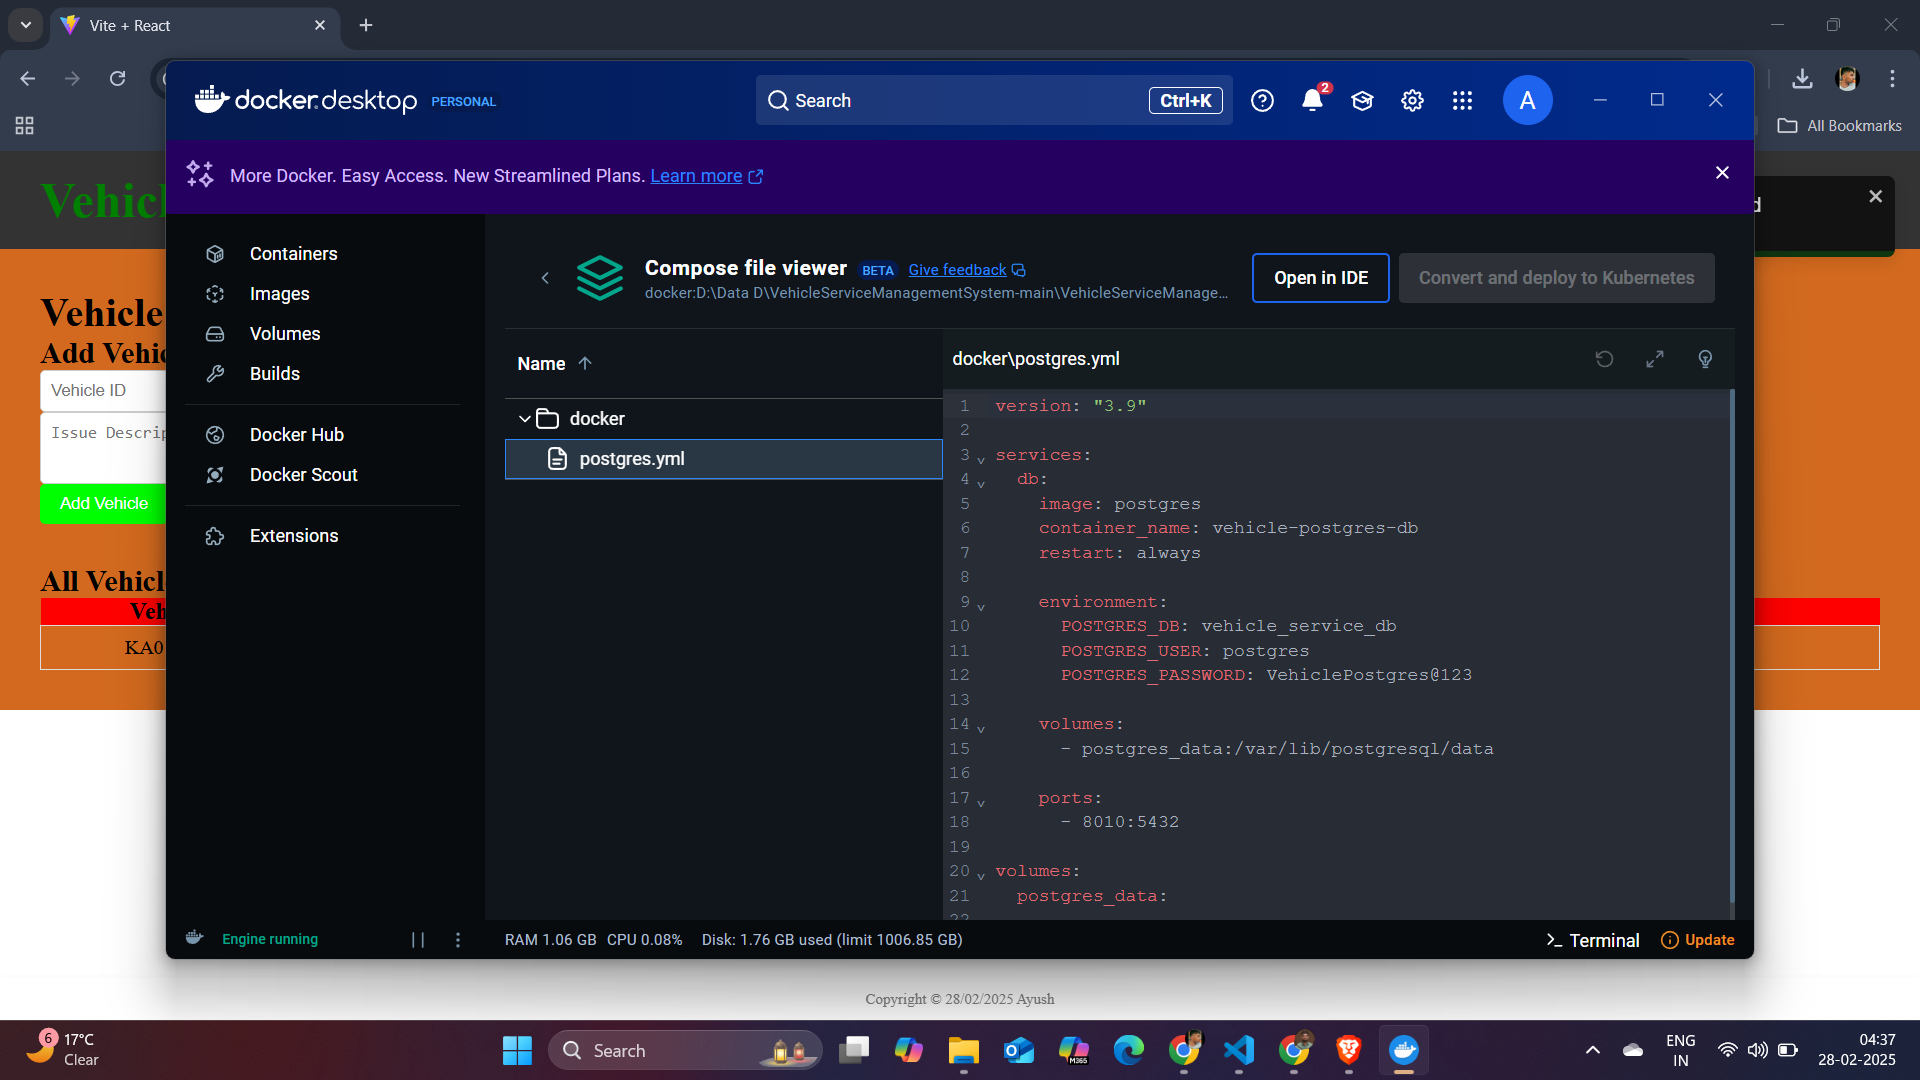 Vite + React
All Bookmarks
docker.desktop PERSONAL
Search
Ctrl+K
2
A
More Docker. Easy Access. New Streamlined Plans. Learn more
Vehicl
d
Containers
Images
Volumes
Builds
Docker Hub
Docker Scout
Extensions
Compose file viewer BETA Give feedback
docker:D:\Data D\VehicleServiceManagementSystem-main\VehicleServiceManage...
Open in IDE
Convert and deploy to Kubernetes
Vehicle
Add Vehic
Vehicle ID
Issue Descrip
Add Vehicle
All Vehicl
Veh
KA0
Name
docker
postgres.yml
docker\postgres.yml
1 version: "3.9"
2
3 services:
4 db:
5 image: postgres
6 container_name: vehicle-postgres-db
7 restart: always
8
9 environment:
10 POSTGRES_DB: vehicle_service_db
11 POSTGRES_USER: postgres
12 POSTGRES_PASSWORD: VehiclePostgres@123
13
14 volumes:
15 - postgres_data:/var/lib/postgresql/data
16
17 ports:
18 - 8010:5432
19
20 volumes:
21 postgres_data:
22
Engine running
RAM 1.06 GB CPU 0.08% Disk: 1.76 GB used (limit 1006.85 GB)
Terminal
Update
Copyright © 28/02/2025 Ayush
6
17°C
Clear
Search
M365
ENG
IN
04:37
28-02-2025